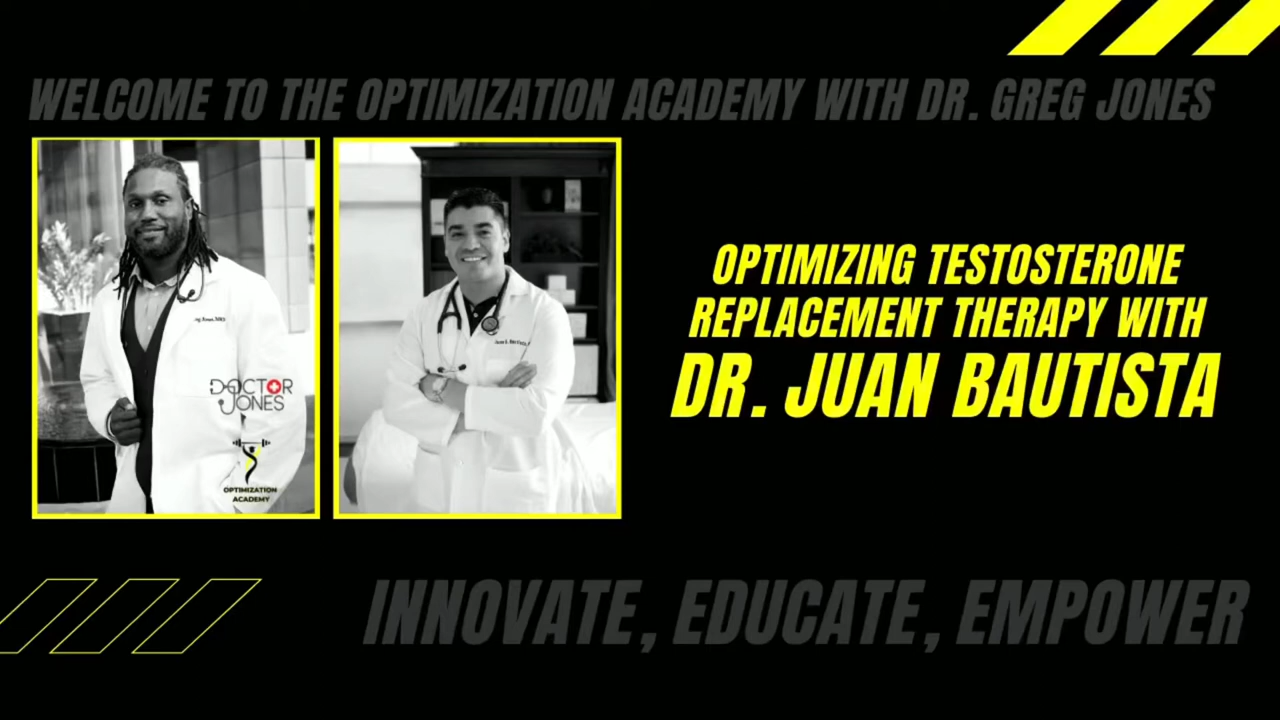 WELCOME TO THE OPTIMIZATION ACADEMY WITH DR. GREG JONES
DOCTOR
JONES
OPTIMIZATION
ACADEMY
OPTIMIZING TESTOSTERONE
REPLACEMENT THERAPY WITH
DR. JUAN BAUTISTA
INNOVATE, EDUCATE, EMPOWER